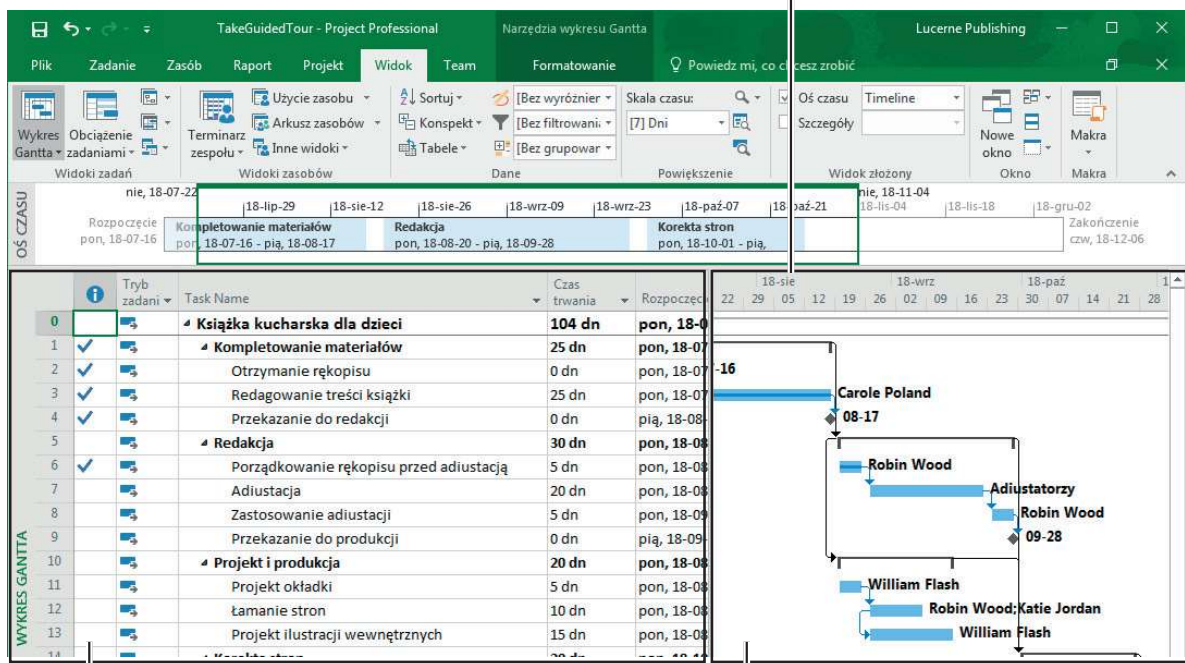 TakeGuidedTour - Project Professional
Narzędzia wykresu Gantta
Lucerne Publishing
Plik Zadanie Zasób Raport Projekt Widok Team Formatowanie Powiedz mi, co chcesz zrobić
Wykres Gantta
Obciążenie zadaniami
Widoki zadań
Terminarz zespołu
Użycie zasobu
Arkusz zasobów
Inne widoki
Widoki zasobów
Sortuj
Konspekt
Tabele
[Bez wyróżnier
[Bez filtrowani
[Bez grupowar
Dane
Skala czasu:
[7] Dni
Powiększenie
Oś czasu Timeline
Szczegóły
Widok złożony
Nowe okno
Okno
Makra
Makra
OŚ CZASU
nie, 18-07-22
nie, 18-11-04
18-lip-29 18-sie-12 18-sie-26 18-wrz-09 18-wrz-23 18-paź-07 18-paź-21 18-lis-04 18-lis-18 18-gru-02
Rozpoczęcie
pon, 18-07-16
Kompletowanie materiałów
pon, 18-07-16 - pią, 18-08-17
Redakcja
pon, 18-08-20 - pią, 18-09-28
Korekta stron
pon, 18-10-01 - pią,
Zakończenie
czw, 18-12-06
WYKRES GANTTA
Tryb zadani Task Name Czas trwania Rozpoczęc
18-sie 18-wrz 18-paź 1
22 29 05 12 19 26 02 09 16 23 30 07 14 21 28
0 Książka kucharska dla dzieci 104 dn pon, 18-0
1 Kompletowanie materiałów 25 dn pon, 18-07
2 Otrzymanie rękopisu 0 dn pon, 18-07 -16
3 Redagowanie treści książki 25 dn pon, 18-07 Carole Poland
4 Przekazanie do redakcji 0 dn pią, 18-08- 08-17
5 Redakcja 30 dn pon, 18-08
6 Porządkowanie rękopisu przed adiustacją 5 dn pon, 18-08 Robin Wood
7 Adiustacja 20 dn pon, 18-08 Adiustatorzy
8 Zastosowanie adiustacji 5 dn pon, 18-09 Robin Wood
9 Przekazanie do produkcji 0 dn pią, 18-09- 09-28
10 Projekt i produkcja 20 dn pon, 18-08
11 Projekt okładki 5 dn pon, 18-08 William Flash
12 Łamanie stron 10 dn pon, 18-08 Robin Wood;Katie Jordan
13 Projekt ilustracji wewnętrznych 15 dn pon, 18-08 William Flash